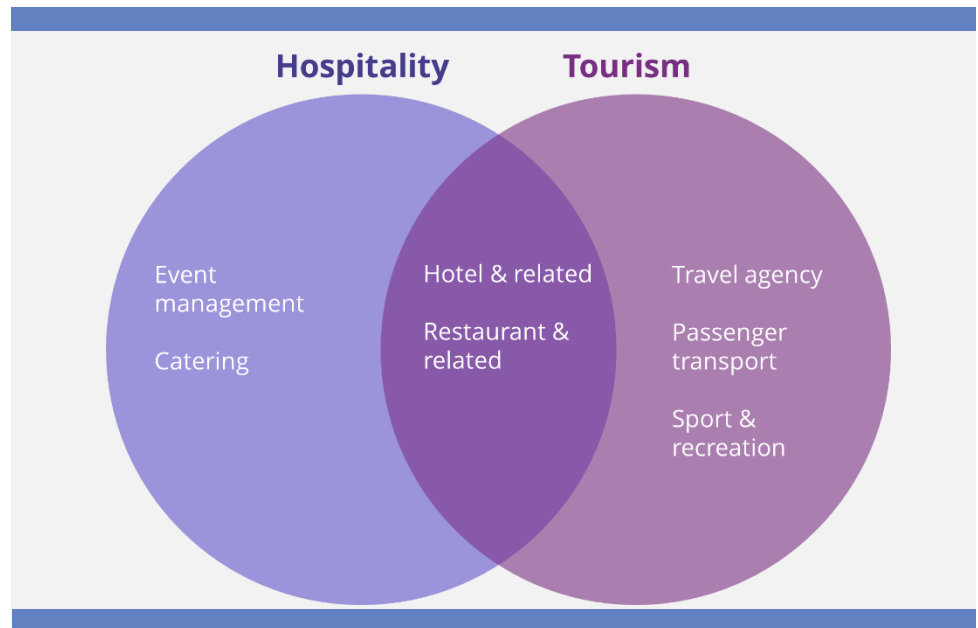 Hospitality
Tourism
Event
management
Catering
Hotel & related
Restaurant &
related
Travel agency
Passenger
transport
Sport &
recreation